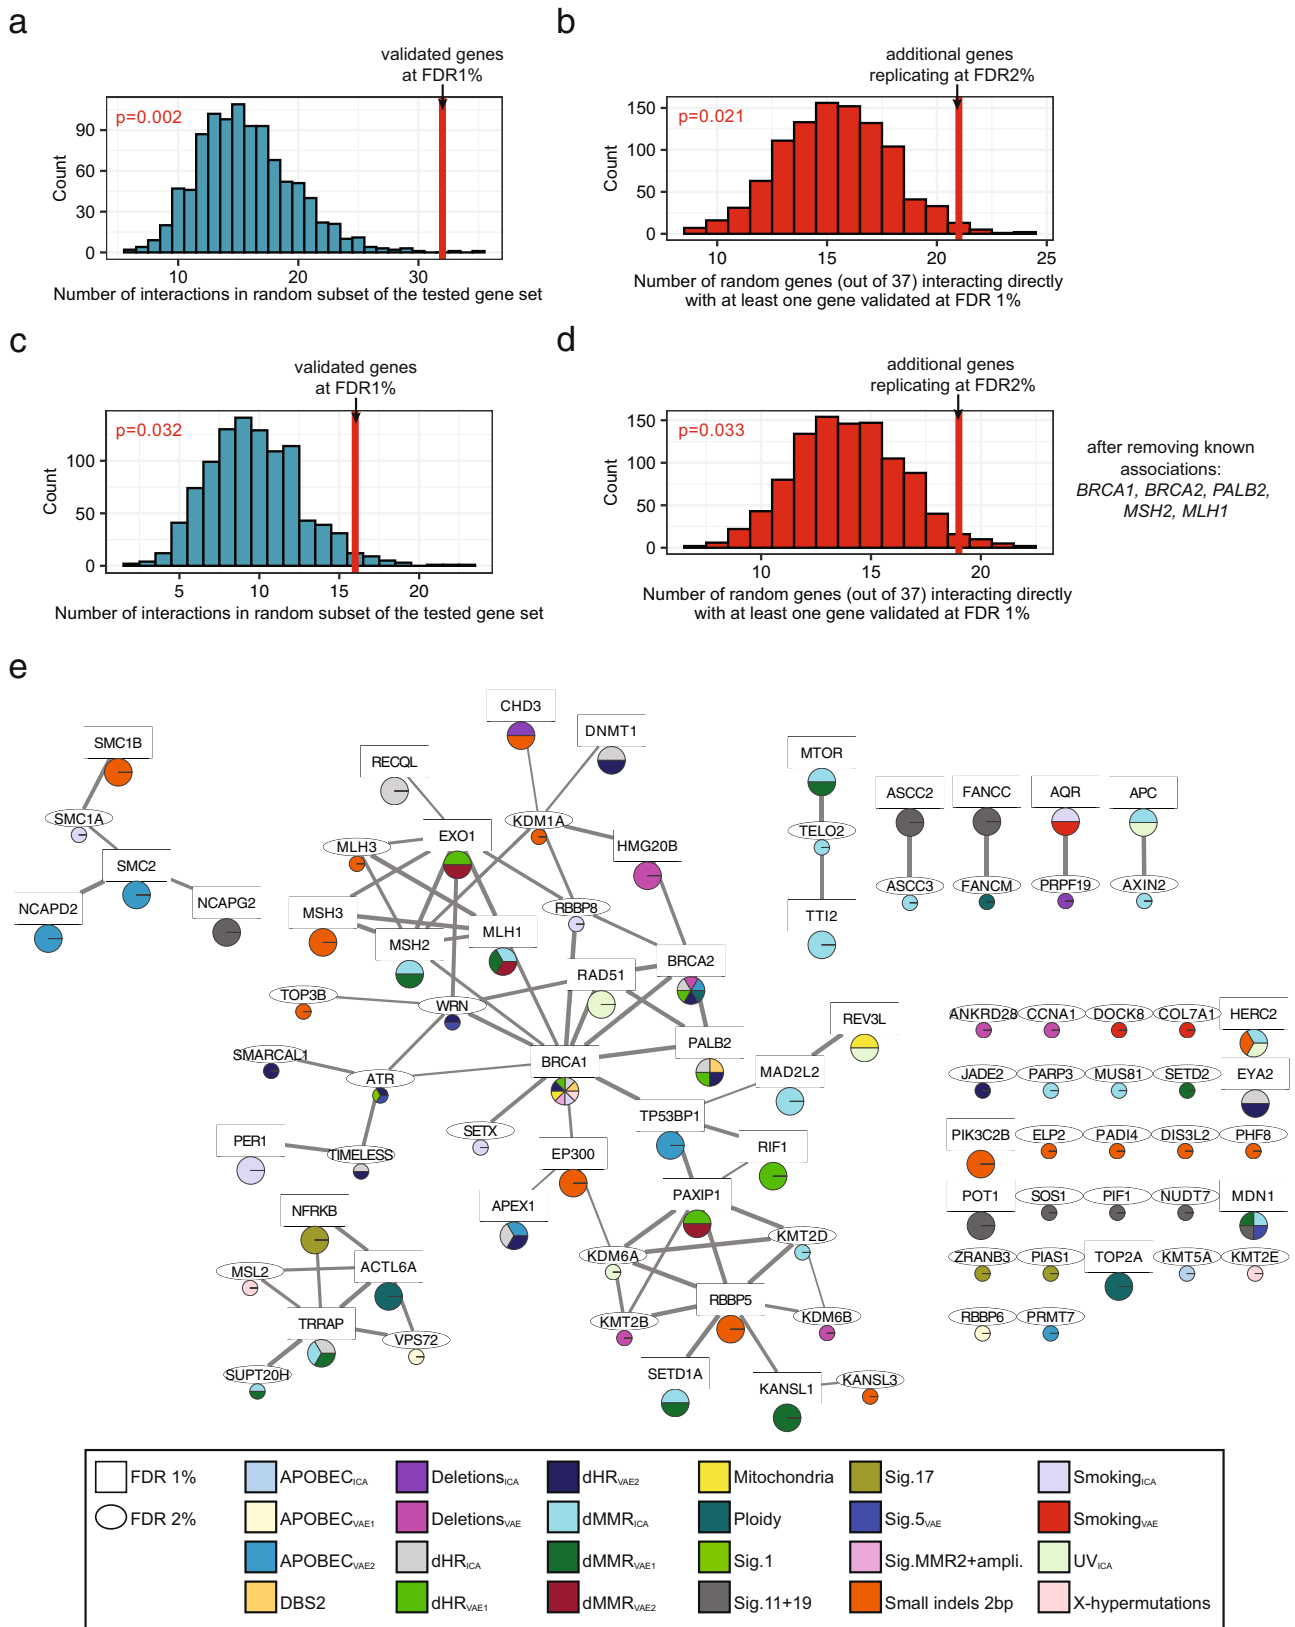 a
validated genes
at FDR1%
p=0.002
Count
90
60
30
0
10
20
30
Number of interactions in random subset of the tested gene set
b
additional genes
replicating at FDR2%
p=0.021
Count
150
100
50
0
10
15
20
25
Number of random genes (out of 37) interacting directly
with at least one gene validated at FDR 1%
c
validated genes
at FDR1%
p=0.032
Count
100
50
0
5
10
15
20
Number of interactions in random subset of the tested gene set
d
additional genes
replicating at FDR2%
p=0.033
Count
150
100
50
0
10
15
20
Number of random genes (out of 37) interacting directly
with at least one gene validated at FDR 1%
after removing known
associations:
BRCA1, BRCA2, PALB2,
MSH2, MLH1
e
SMC1B
SMC1A
SMC2
NCAPD2
NCAPG2
CHD3
DNMT1
RECQL
KDM1A
EXO1
MLH3
HMG20B
MSH3
RBBP8
MLH1
MSH2
BRCA2
RAD51
TOP3B
WRN
PALB2
SMARCAL1
ATR
BRCA1
MAD2L2
REV3L
TP53BP1
SETX
PER1
TIMELESS
EP300
RIF1
APEX1
PAXIP1
NFRKB
KMT2D
KDM6A
MSL2
ACTL6A
RBBP5
TRRAP
VPS72
KMT2B
KDM6B
SUPT20H
SETD1A
KANSL1
KANSL3
MTOR
TELO2
TTI2
ASCC2
ASCC3
FANCC
FANCM
AQR
PRPF19
APC
AXIN2
ANKRD28
CCNA1
DOCK8
COL7A1
HERC2
JADE2
PARP3
MUS81
SETD2
EYA2
PIK3C2B
ELP2
PADI4
DIS3L2
PHF8
POT1
SOS1
PIF1
NUDT7
MDN1
ZRANB3
PIAS1
TOP2A
KMT5A
KMT2E
RBBP6
PRMT7
FDR 1%
FDR 2%
APOBECICA
APOBECVAE1
APOBECVAE2
DBS2
DeletionsICA
DeletionsVAE
dHRICA
dHRVAE1
dHRVAE2
dMMRICA
dMMRVAE1
dMMRVAE2
Mitochondria
Ploidy
Sig.1
Sig.11+19
Sig.17
Sig.5VAE
Sig.MMR2+ampli.
Small indels 2bp
SmokingICA
SmokingVAE
UVICA
X-hypermutations